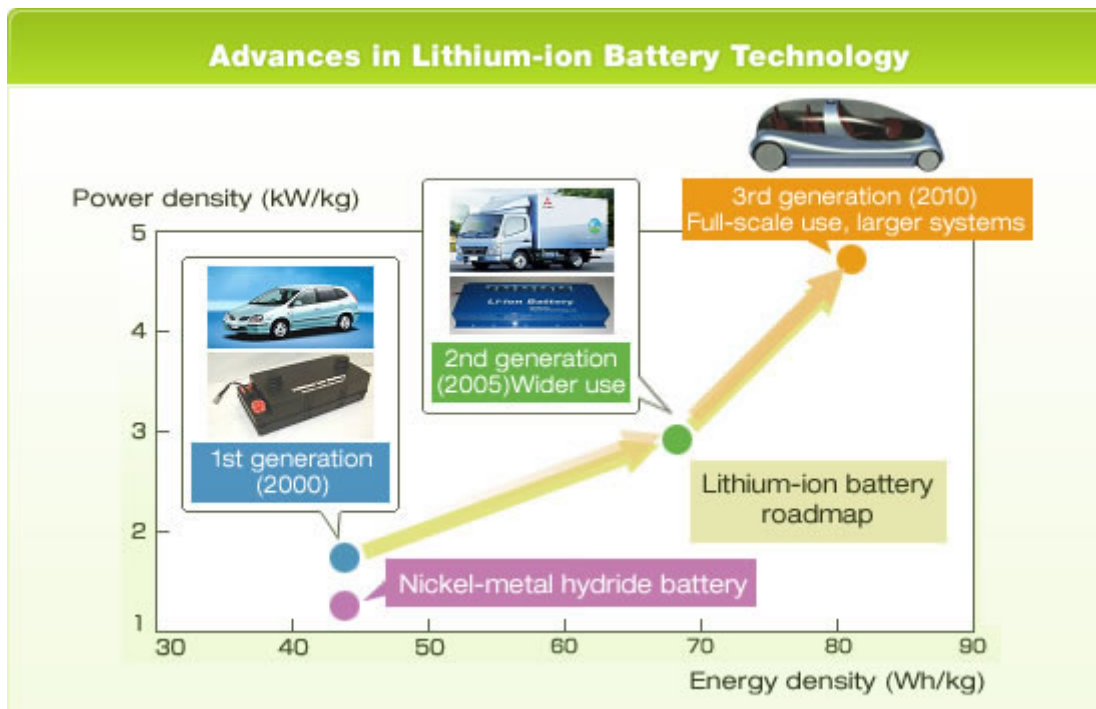 Advances in Lithium-ion Battery Technology
Power density (kW/kg)
3rd generation (2010)
Full-scale use, larger systems
5
4
3
2
1
Li-ion Battery
2nd generation
(2005)Wider use
1st generation
(2000)
Lithium-ion battery
roadmap
Nickel-metal hydride battery
30 40 50 60 70 80 90
Energy density (Wh/kg)